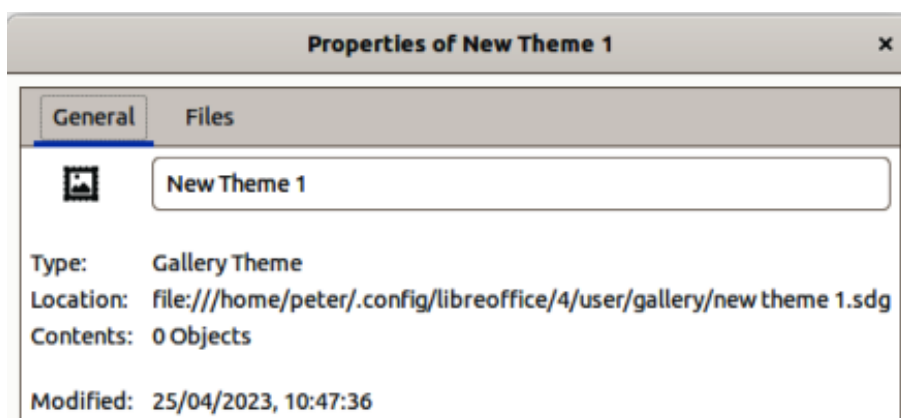 Properties of New Theme 1 ×
General Files
New Theme 1
Type: Gallery Theme
Location: file:///home/peter/.config/libreoffice/4/user/gallery/new theme 1.sdg
Contents: 0 Objects
Modified: 25/04/2023, 10:47:36